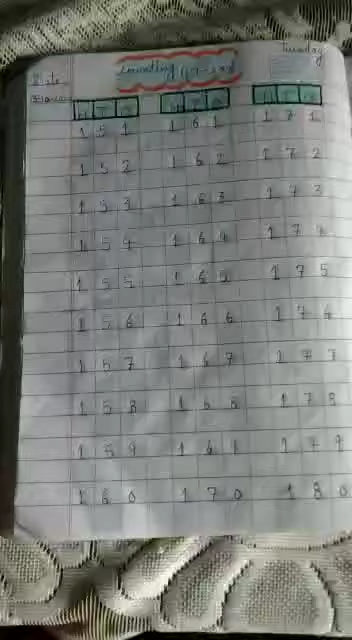 Tuesday
Counting
Date
H T O H T O H T O
1 5 1 1 6 1 1 7 1
1 5 2 1 6 2 1 7 2
1 5 3 1 6 3 1 7 3
1 5 4 1 6 4 1 7 4
1 5 5 1 6 5 1 7 5
1 5 6 1 6 6 1 7 6
1 5 7 1 6 7 1 7 7
1 5 8 1 6 8 1 7 8
1 5 9 1 6 9 1 7 9
1 6 0 1 7 0 1 8 0